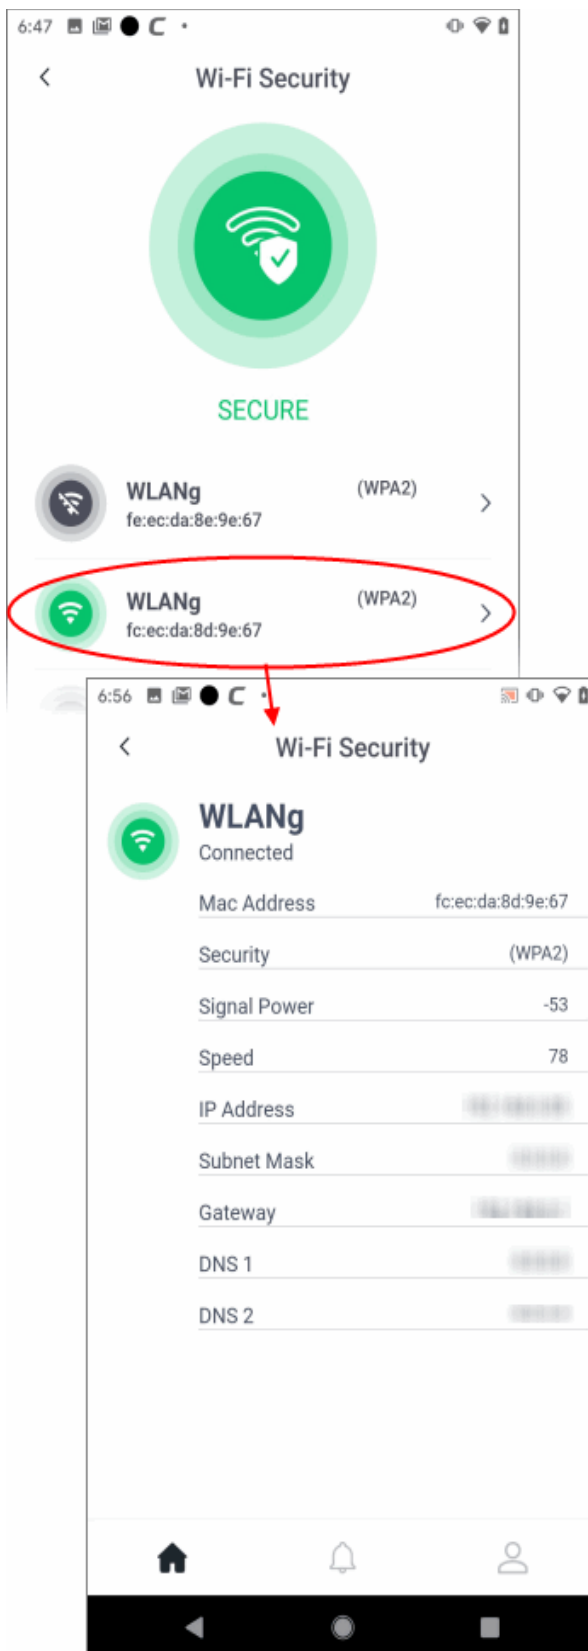 6:47
Wi-Fi Security
SECURE
WLANg (WPA2)
fe:ec:da:8e:9e:67
WLANg (WPA2)
fc:ec:da:8d:9e:67
6:56
Wi-Fi Security
WLANg
Connected
Mac Address fc:ec:da:8d:9e:67
Security (WPA2)
Signal Power -53
Speed 78
IP Address
Subnet Mask
Gateway
DNS 1
DNS 2